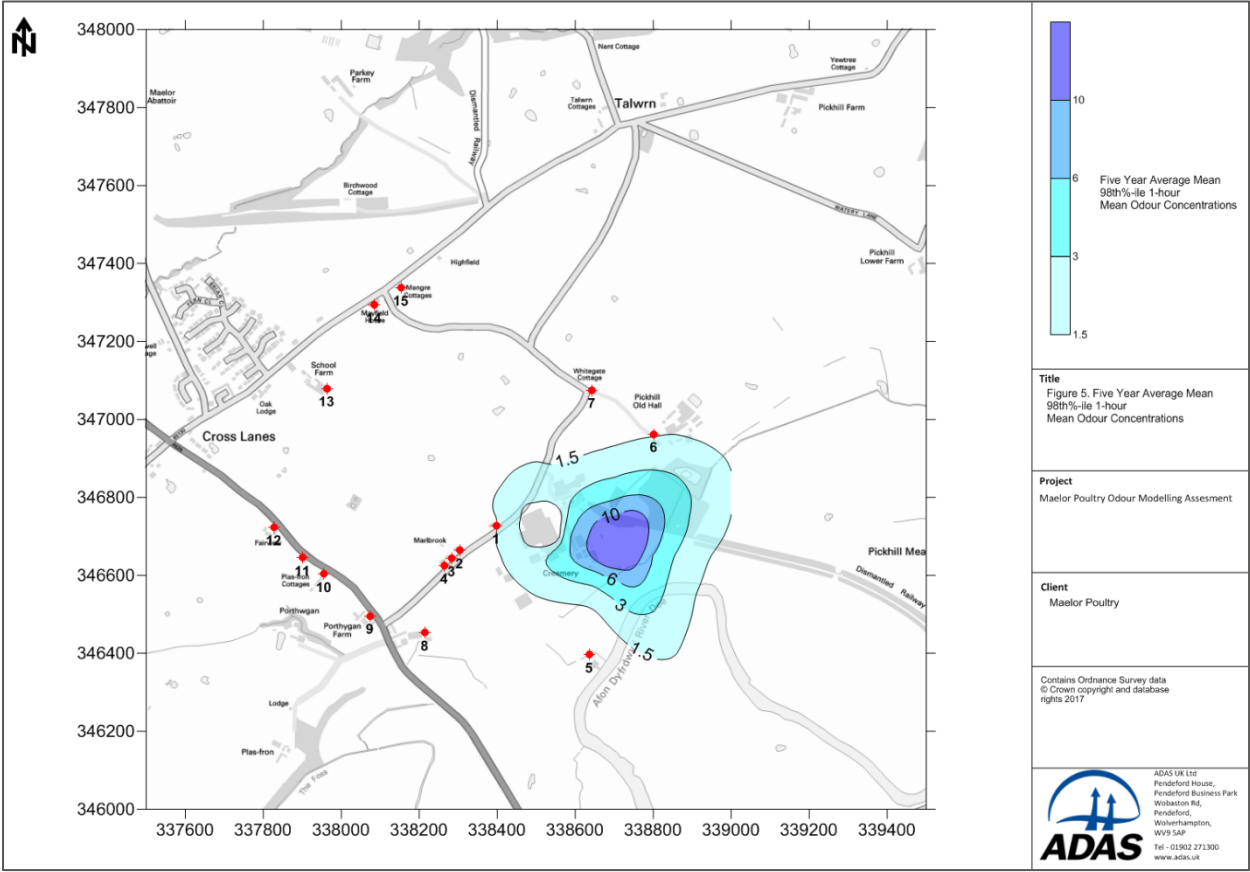 N
348000
347800
347600
347400
347200
347000
346800
346600
346400
346200
346000
337600
337800
338000
338200
338400
338600
338800
339000
339200
339400
Nant Cottage
Yewtree
Cottage
Parkey
Farm
Maelor
Abattoir
Talwrn
Cottages
Talwrn
Pickhill Farm
Dismantled Railway
Birchwood
Cottage
WATERY LANE
Pickhill
Lower Farm
Highfield
15
Mangre
Cottages
14
School
Farm
13
Oak
Lodge
Cross Lanes
Whitegate
Cottage
7
Pickhill
Old Hall
6
1.5
10
6
3
1.5
Creamery
Marlbrook
1
2
3
4
12
11
10
Cottages
Porthwgan
Porthygan
Farm
9
8
5
Pickhill Mea
Dismantled Railway
Lodge
Plas-fron
The Foss
10
6
3
1.5
Five Year Average Mean
98th%-ile 1-hour
Mean Odour Concentrations
Title
Figure 5. Five Year Average Mean
98th%-ile 1-hour
Mean Odour Concentrations
Project
Maelor Poultry Odour Modelling Assesment
Client
Maelor Poultry
Contains Ordnance Survey data
© Crown copyright and database
rights 2017
ADAS
ADAS UK Ltd
Pendeford House,
Pendeford Business Park
Wobaston Rd,
Pendeford,
Wolverhampton,
WV9 5AP
Tel - 01902 271300
www.adas.uk